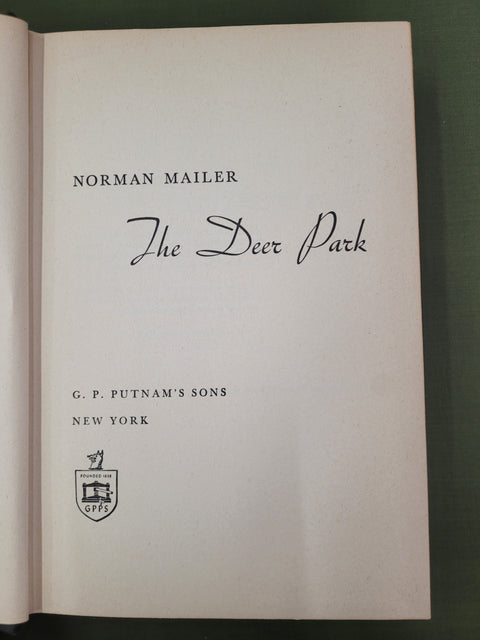 NORMAN MAILER
The Deer Park
G. P. PUTNAM'S SONS
NEW YORK
FOUNDED 1838
GPPS